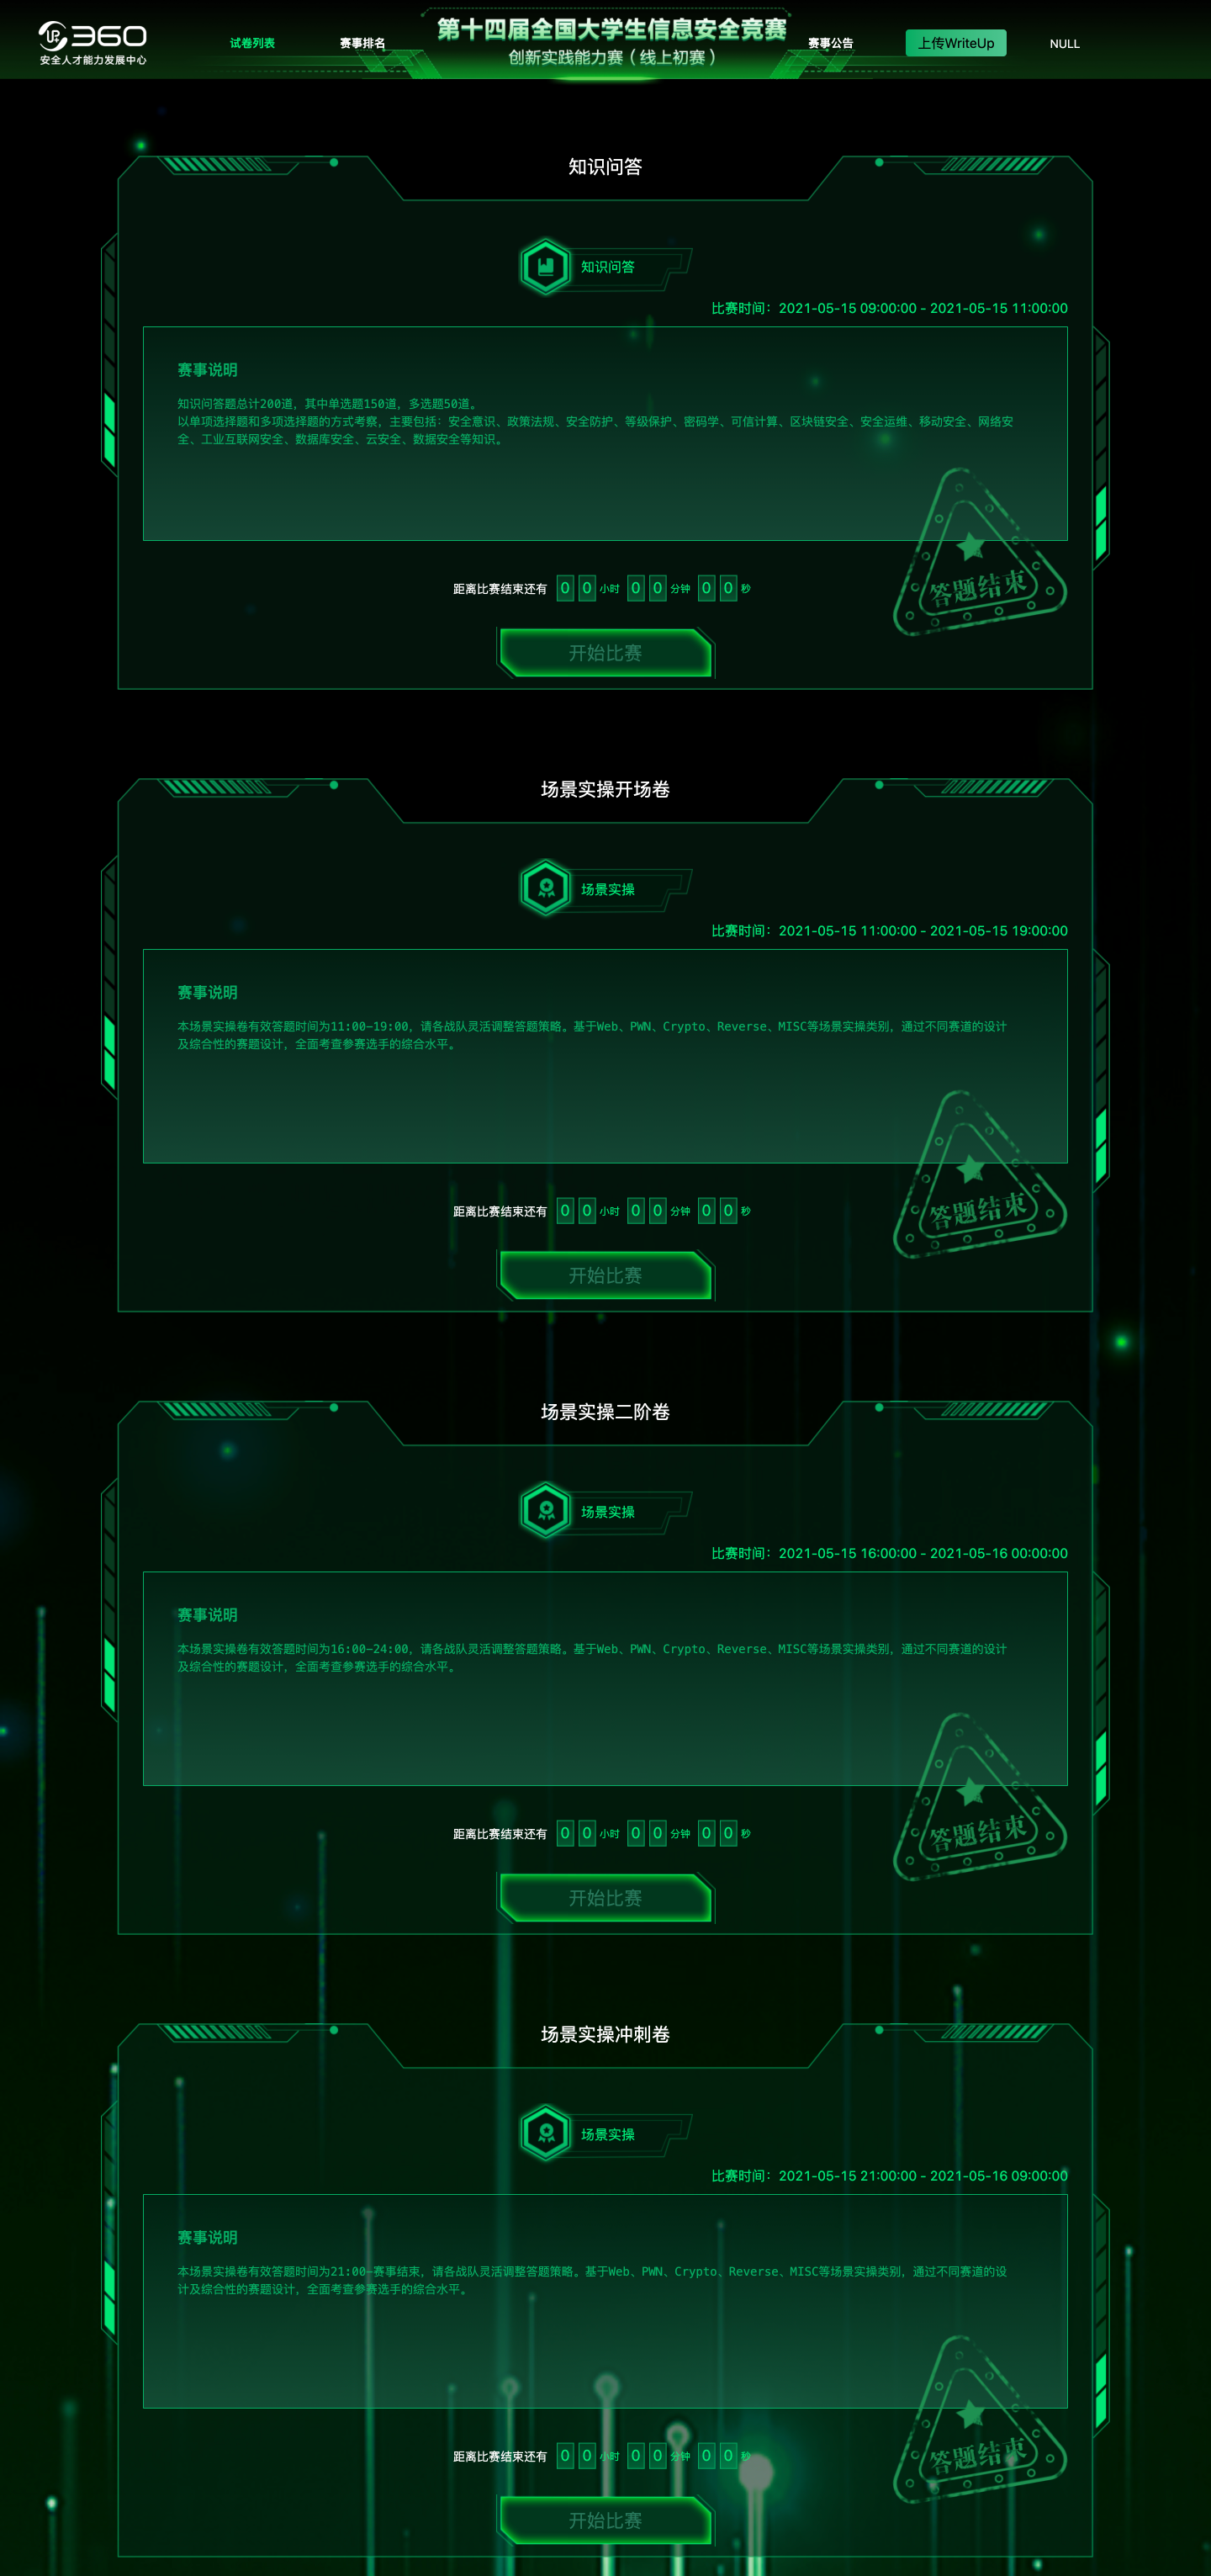 360
安全人才能力发展中心
试卷列表
赛事排名
第十四届全国大学生信息安全竞赛
创新实践能力赛（线上初赛）
赛事公告
上传WriteUp
NULL
知识问答
知识问答
比赛时间：2021-05-15 09:00:00 - 2021-05-15 11:00:00
赛事说明
知识问答题总计200道，其中单选题150道，多选题50道。
以单项选择题和多项选择题的方式考察，主要包括：安全意识、政策法规、安全防护、等级保护、密码学、可信计算、区块链安全、安全运维、移动安全、网络安
全、工业互联网安全、数据库安全、云安全、数据安全等知识。
答题结束
距离比赛结束还有 0 0 小时 0 0 分钟 0 0 秒
开始比赛
场景实操开场卷
场景实操
比赛时间：2021-05-15 11:00:00 - 2021-05-15 19:00:00
赛事说明
本场景实操卷有效答题时间为11:00-19:00，请各战队灵活调整答题策略。基于Web、PWN、Crypto、Reverse、MISC等场景实操类别，通过不同赛道的设计
及综合性的赛题设计，全面考查参赛选手的综合水平。
答题结束
距离比赛结束还有 0 0 小时 0 0 分钟 0 0 秒
开始比赛
场景实操二阶卷
场景实操
比赛时间：2021-05-15 16:00:00 - 2021-05-16 00:00:00
赛事说明
本场景实操卷有效答题时间为16:00-24:00，请各战队灵活调整答题策略。基于Web、PWN、Crypto、Reverse、MISC等场景实操类别，通过不同赛道的设计
及综合性的赛题设计，全面考查参赛选手的综合水平。
答题结束
距离比赛结束还有 0 0 小时 0 0 分钟 0 0 秒
开始比赛
场景实操冲刺卷
场景实操
比赛时间：2021-05-15 21:00:00 - 2021-05-16 09:00:00
赛事说明
本场景实操卷有效答题时间为21:00-赛事结束，请各战队灵活调整答题策略。基于Web、PWN、Crypto、Reverse、MISC等场景实操类别，通过不同赛道的设
计及综合性的赛题设计，全面考查参赛选手的综合水平。
答题结束
距离比赛结束还有 0 0 小时 0 0 分钟 0 0 秒
开始比赛